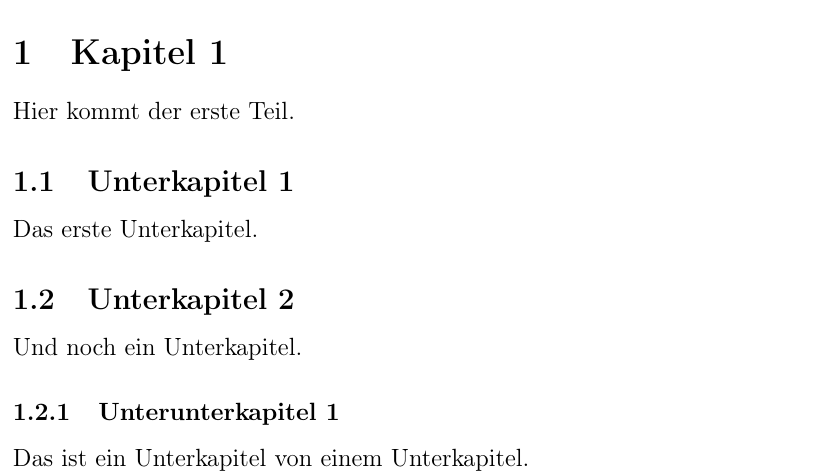 1 Kapitel 1
Hier kommt der erste Teil.
1.1 Unterkapitel 1
Das erste Unterkapitel.
1.2 Unterkapitel 2
Und noch ein Unterkapitel.
1.2.1 Unterunterkapitel 1
Das ist ein Unterkapitel von einem Unterkapitel.